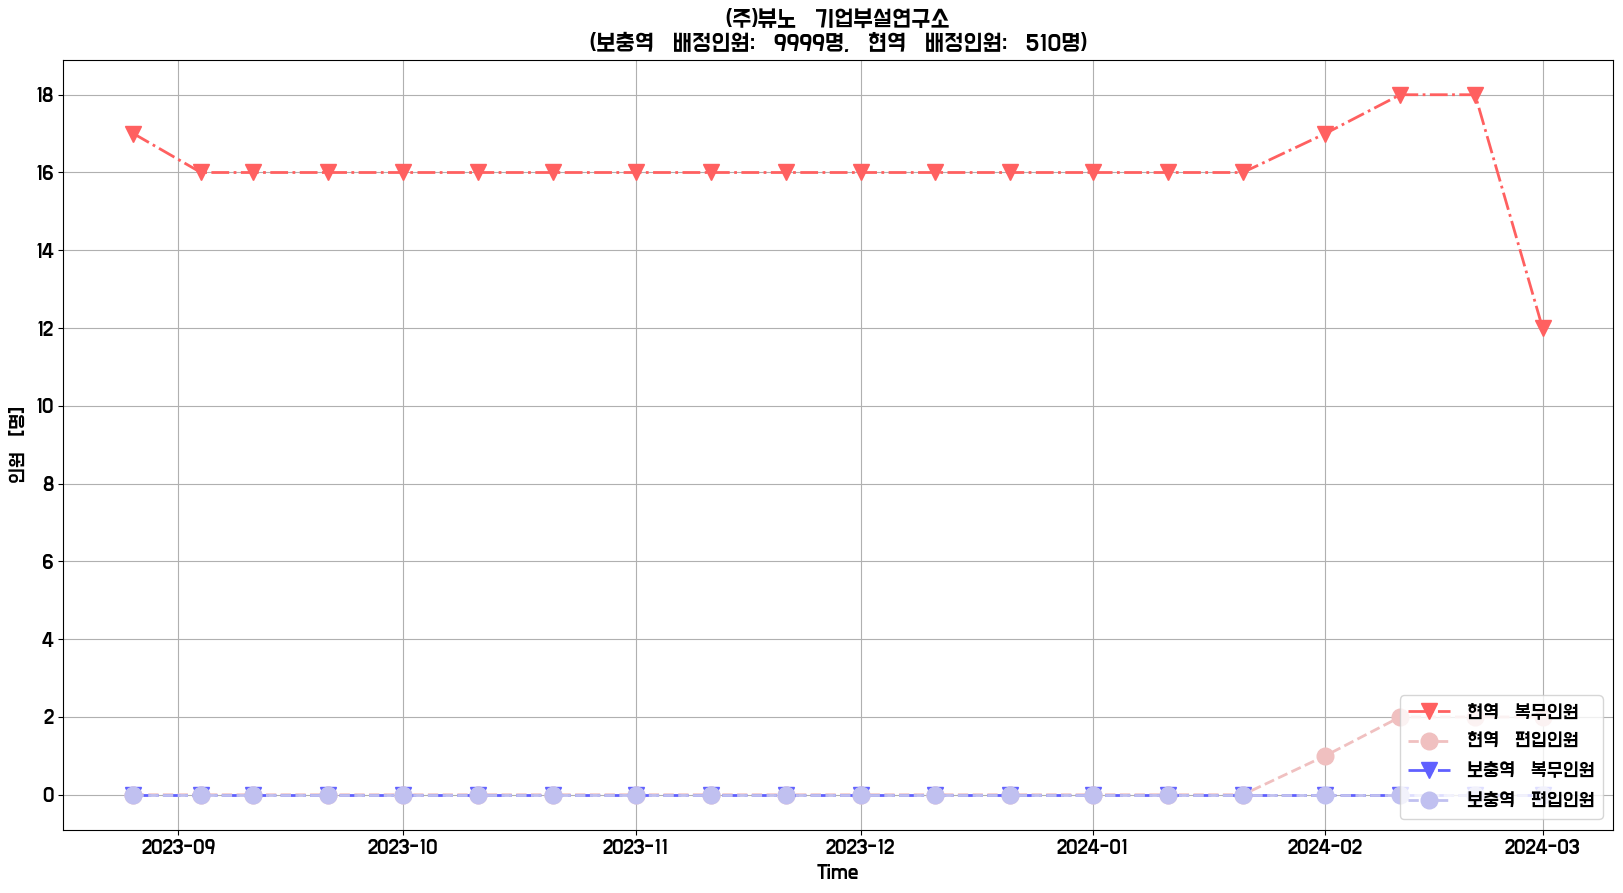 (주)뷰노 기업부설연구소
(보충역 배정인원: 9999명, 현역 배정인원: 510명)
인원 [명]
18
16
14
12
10
8
6
4
2
0
현역 복무인원
현역 편입인원
보충역 복무인원
보충역 편입인원
2023-09 2023-10 2023-11 2023-12 2024-01 2024-02 2024-03
Time